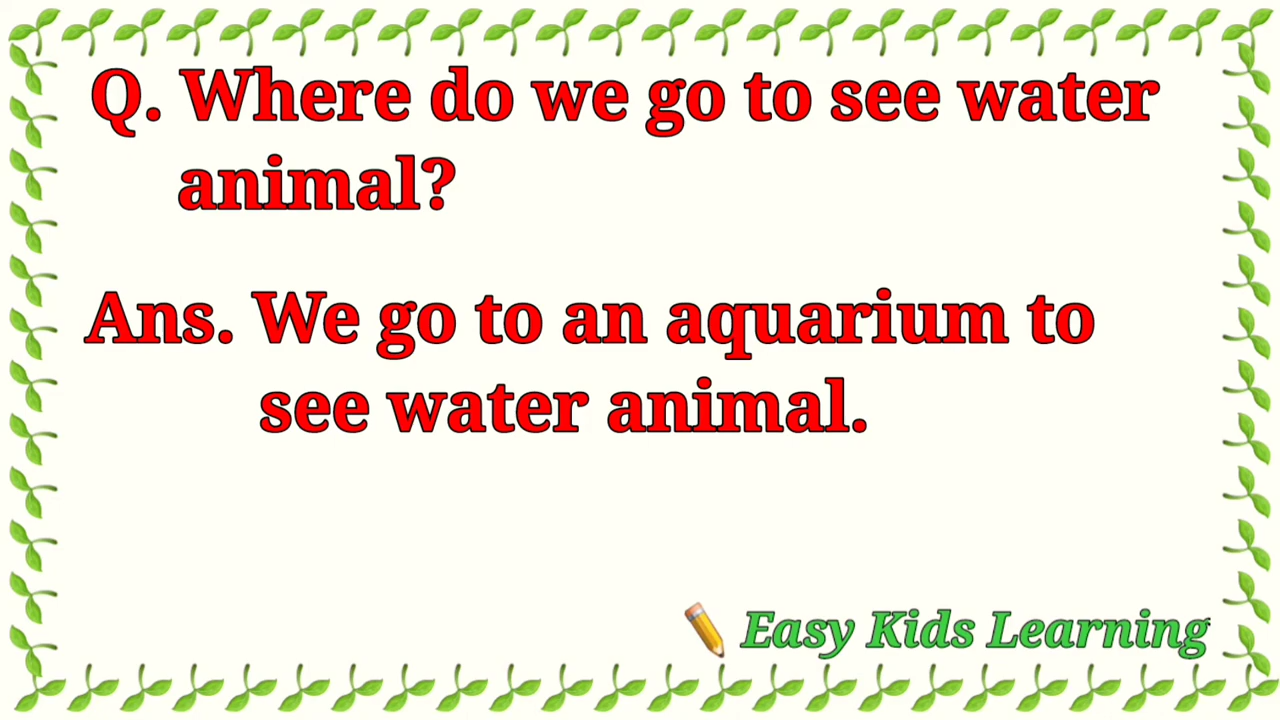 Q. Where do we go to see water
animal?
Ans. We go to an aquarium to
see water animal.
Easy Kids Learning